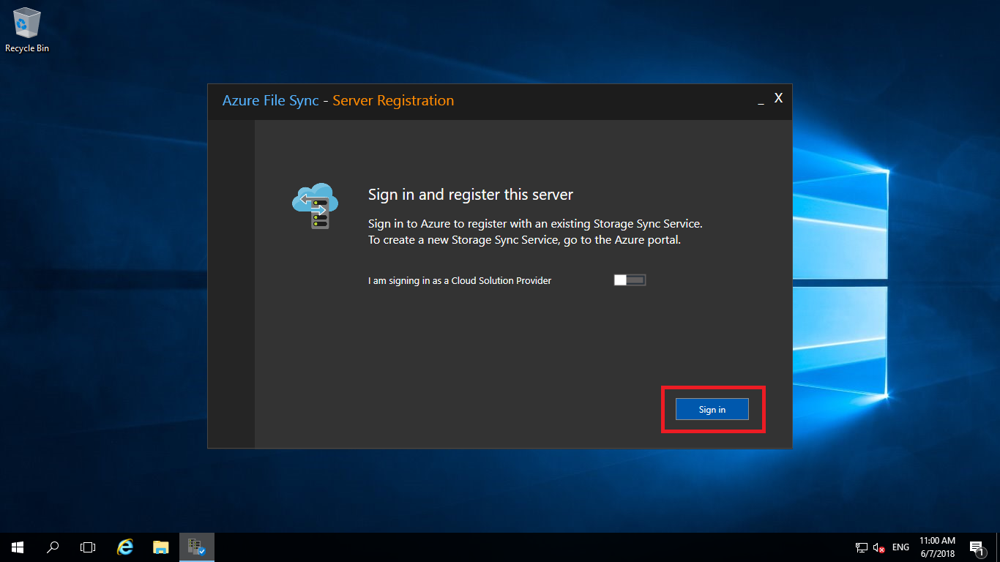 Recycle Bin
Azure File Sync - Server Registration
_ X
Sign in and register this server
Sign in to Azure to register with an existing Storage Sync Service.
To create a new Storage Sync Service, go to the Azure portal.
I am signing in as a Cloud Solution Provider
Sign in
ENG
11:00 AM
6/7/2018
1